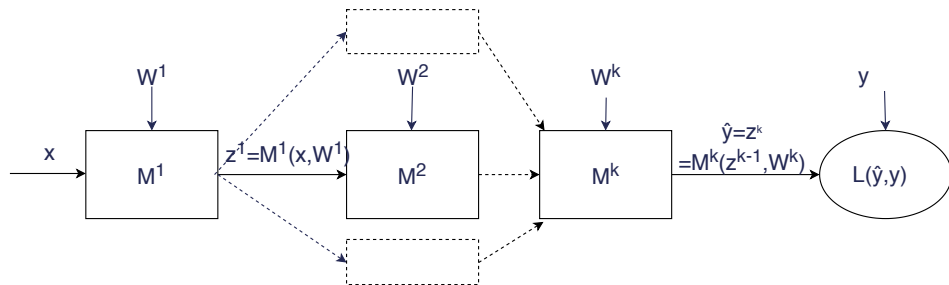 W¹
W²
Wᵏ
y
x
M¹
z¹=M¹(x,W¹)
M²
Mᵏ
ŷ=zᵏ
=Mᵏ(zᵏ⁻¹,Wᵏ)
L(ŷ,y)